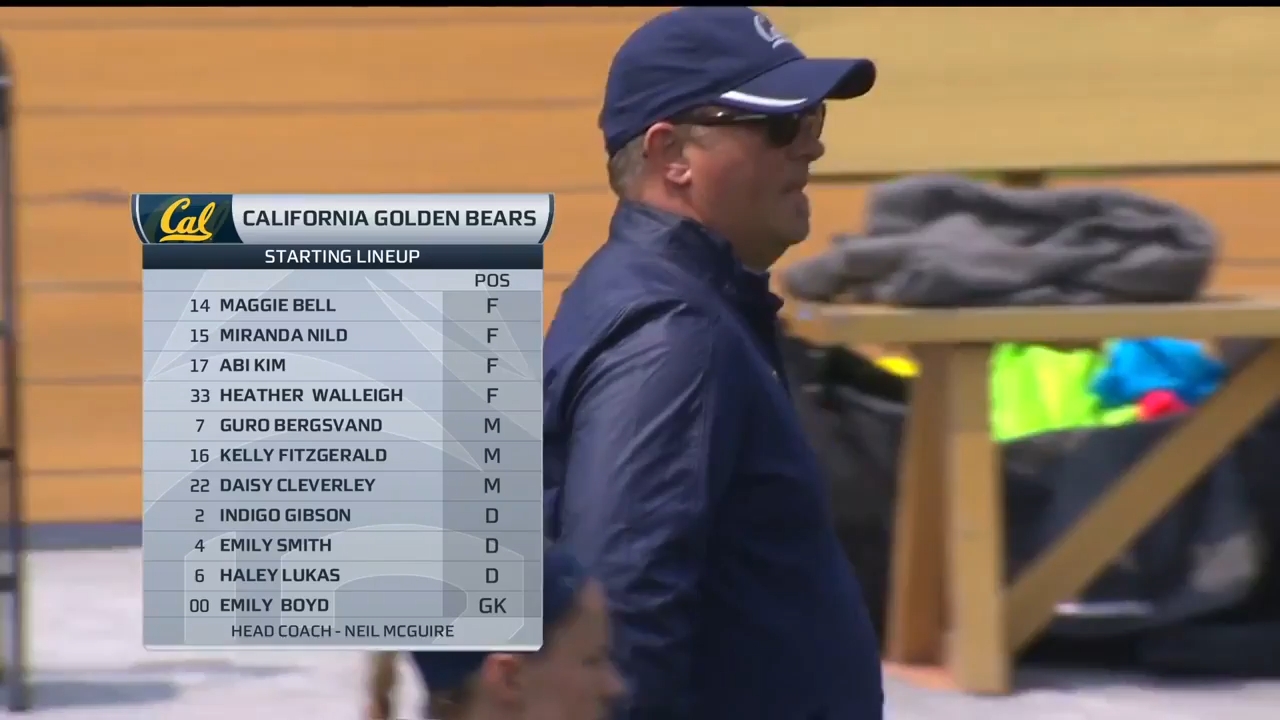 Cal
Cal CALIFORNIA GOLDEN BEARS
STARTING LINEUP
POS
14 MAGGIE BELL F
15 MIRANDA NILD F
17 ABI KIM F
33 HEATHER WALLEIGH F
7 GURO BERGSVAND M
16 KELLY FITZGERALD M
22 DAISY CLEVERLEY M
2 INDIGO GIBSON D
4 EMILY SMITH D
6 HALEY LUKAS D
00 EMILY BOYD GK
HEAD COACH - NEIL MCGUIRE